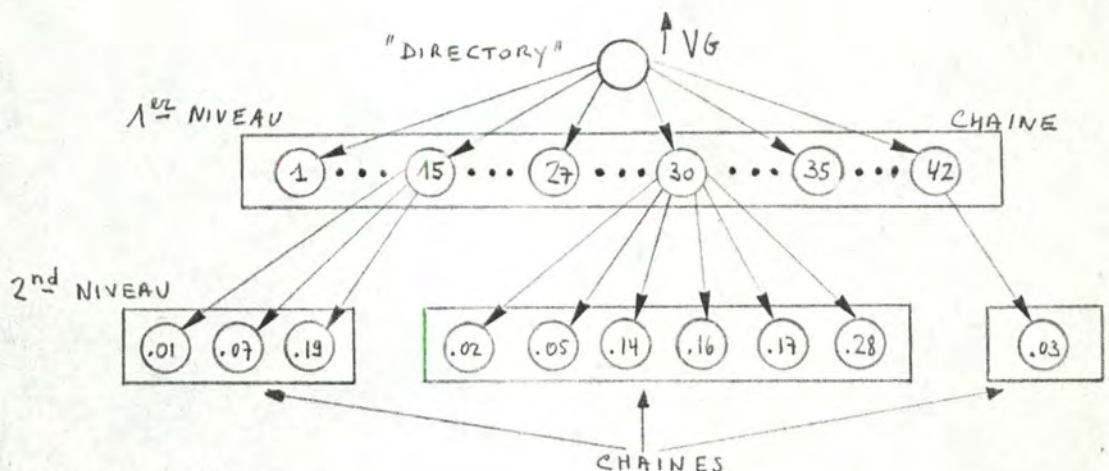 "DIRECTORY" VG
1er NIVEAU CHAINE
1 15 27 30 35 42
2nd NIVEAU
.01 .07 .19 .02 .05 .14 .16 .17 .28 .03
CHAINES